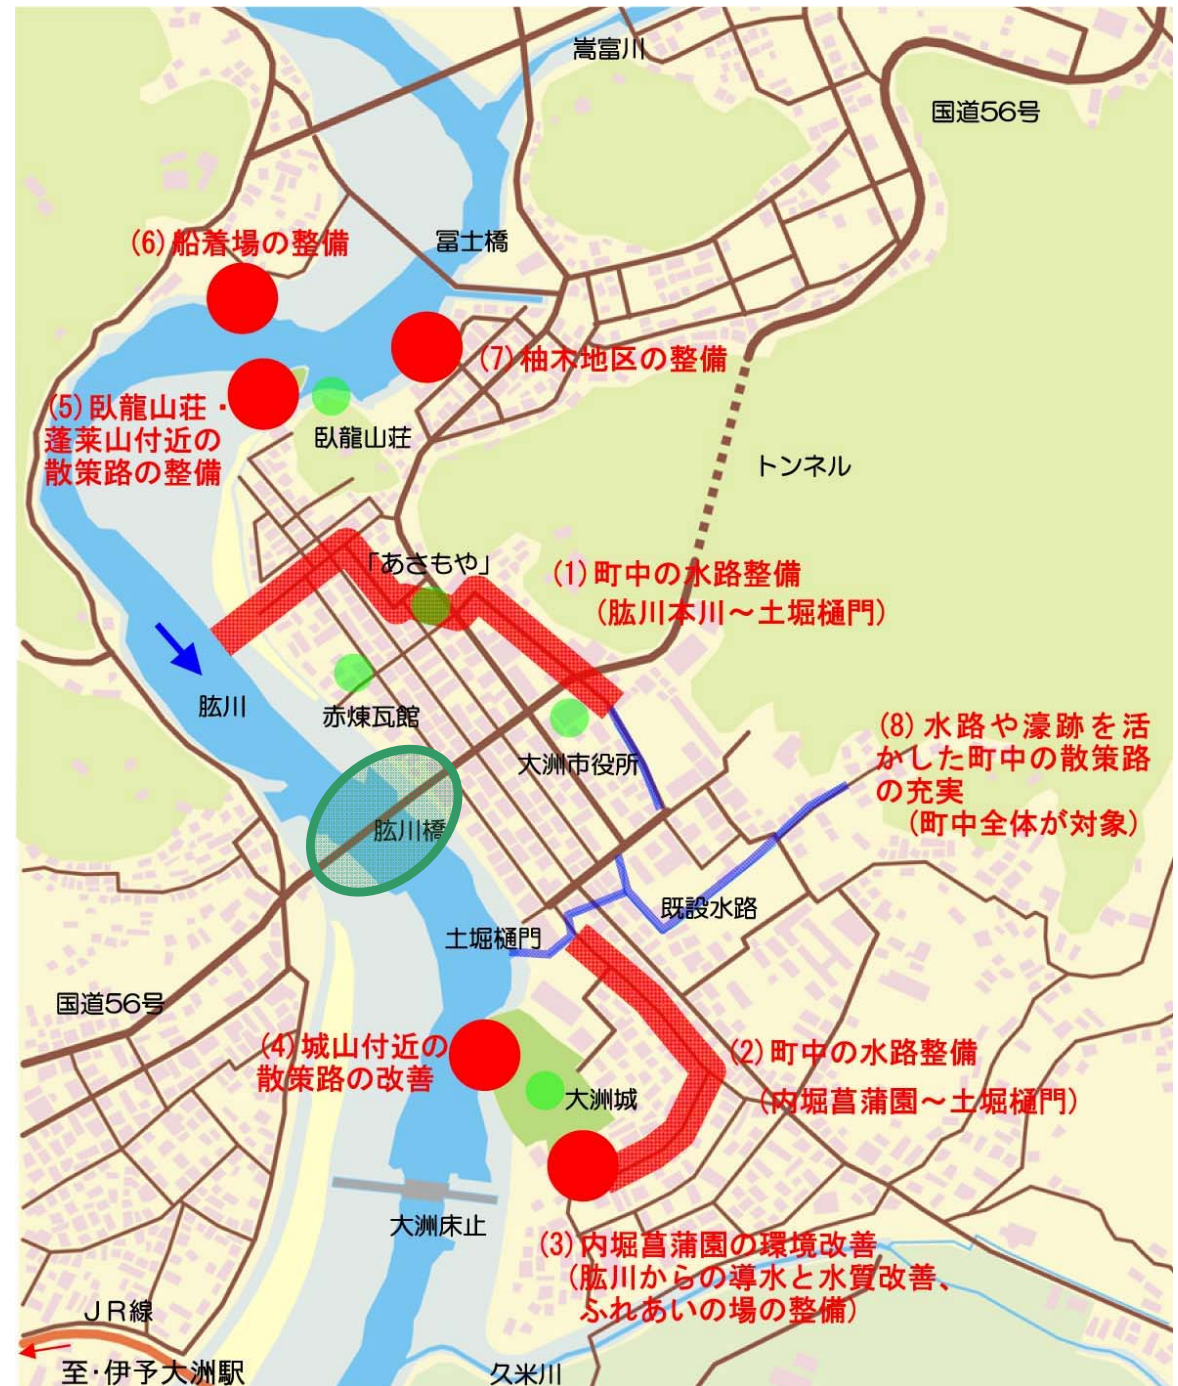 嵩富川
国道56号
(6)船着場の整備
冨士橋
(7)柚木地区の整備
(5)臥龍山荘・
蓬莱山付近の
散策路の整備
臥龍山荘
トンネル
「あさもや」
(1)町中の水路整備
(肱川本川～土堀樋門)
肱川
赤煉瓦館
大洲市役所
(8)水路や濠跡を活
かした町中の散策路
の充実
(町中全体が対象)
肱川橋
既設水路
土堀樋門
国道56号
(4)城山付近の
散策路の改善
(2)町中の水路整備
(内堀菖蒲園～土堀樋門)
大洲城
大洲床止
(3)内堀菖蒲園の環境改善
(肱川からの導水と水質改善、
ふれあいの場の整備)
JR線
至・伊予大洲駅
久米川